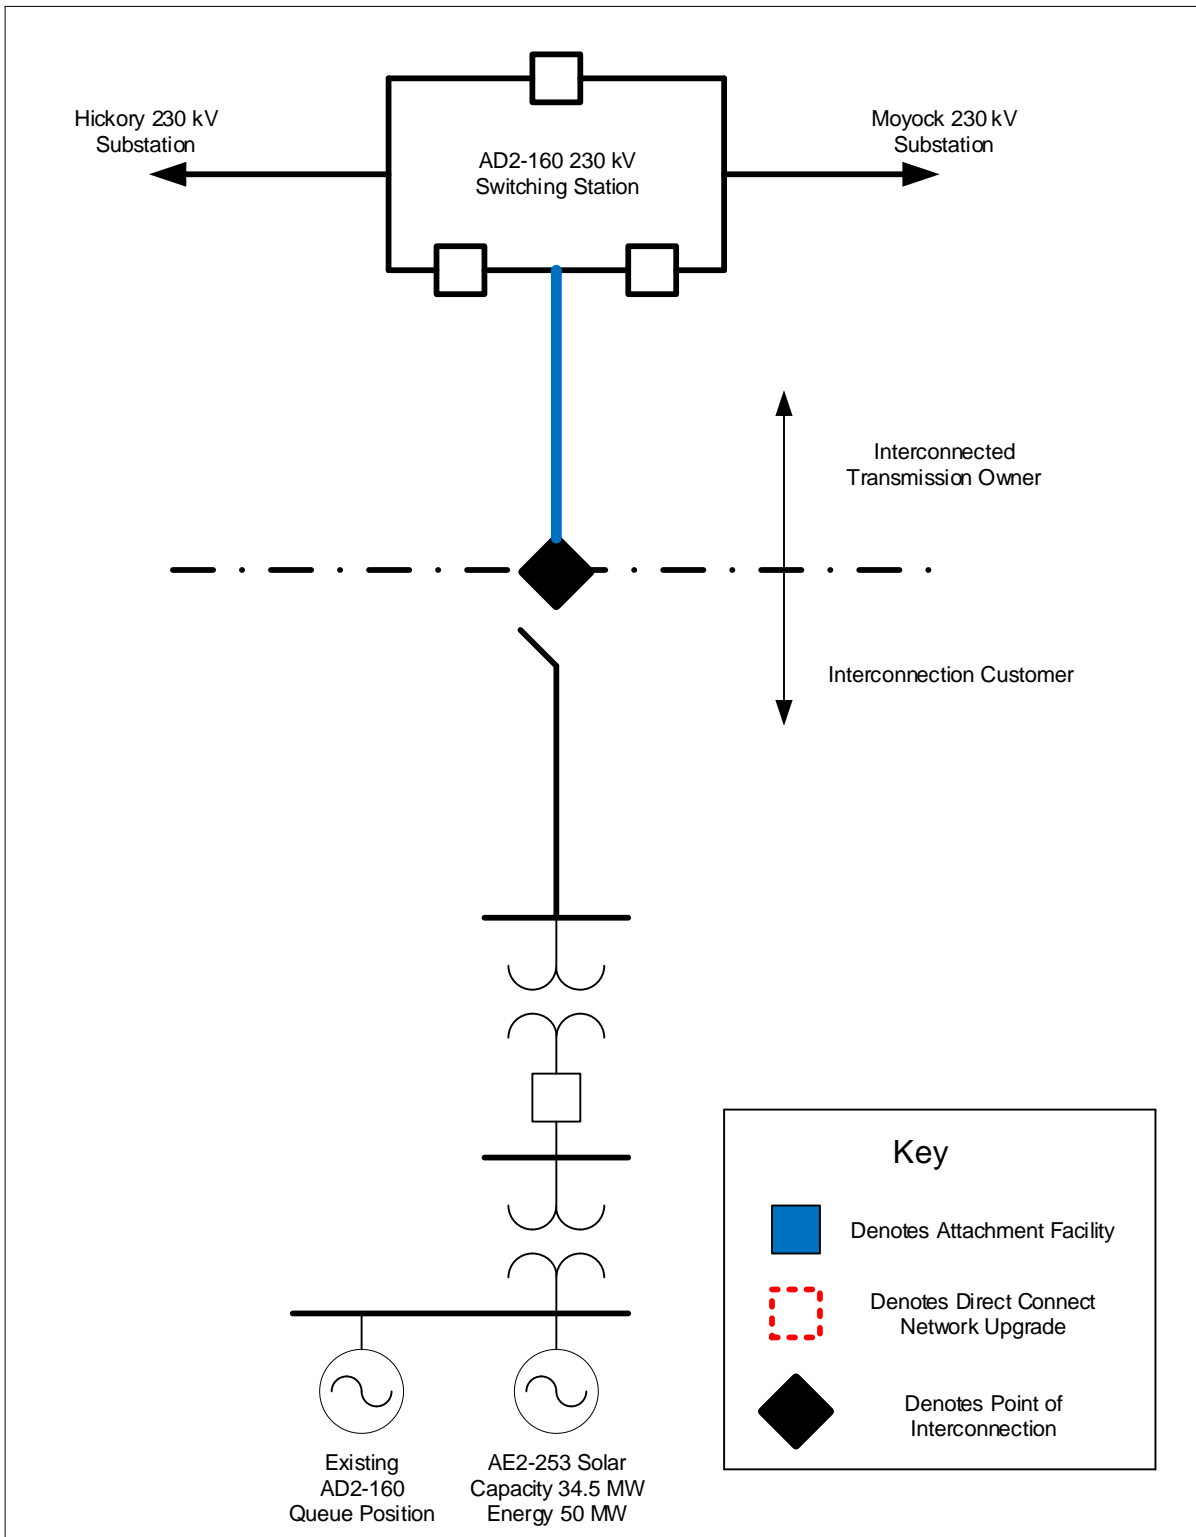 Hickory 230 kV
Substation
Moyock 230 kV
Substation
AD2-160 230 kV
Switching Station
Interconnected
Transmission Owner
Interconnection Customer
Key
Denotes Attachment Facility
Denotes Direct Connect
Network Upgrade
Denotes Point of
Interconnection
Existing
AD2-160
Queue Position
AE2-253 Solar
Capacity 34.5 MW
Energy 50 MW